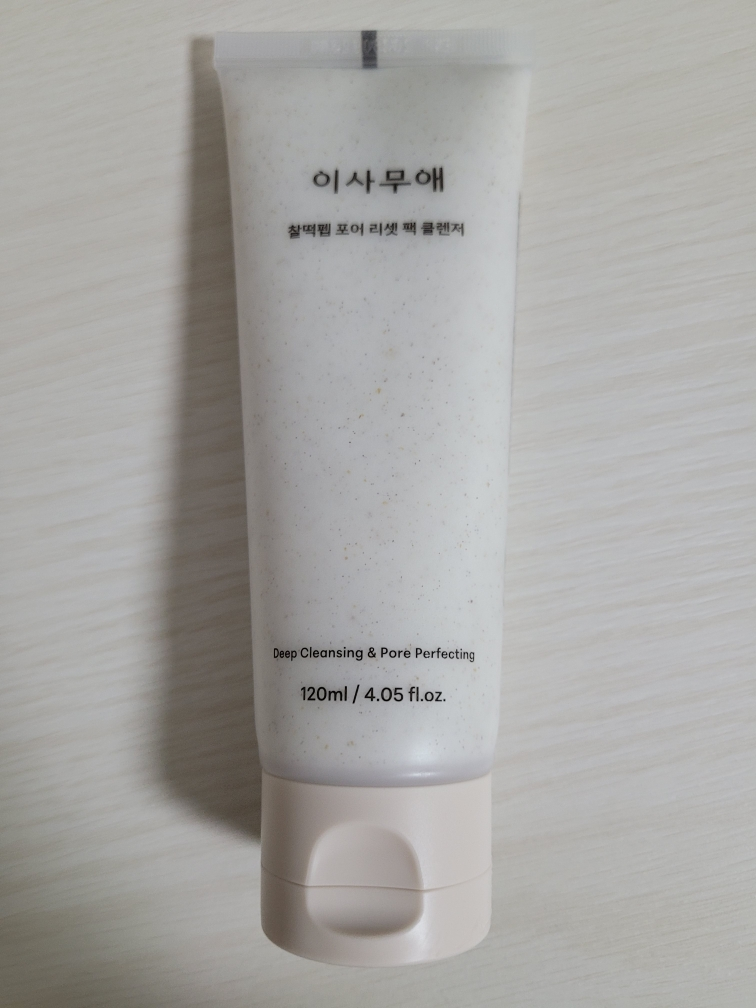 이사무애
찰떡펩 포어 리셋 팩 클렌저
Deep Cleansing & Pore Perfecting
120ml / 4.05 fl.oz.